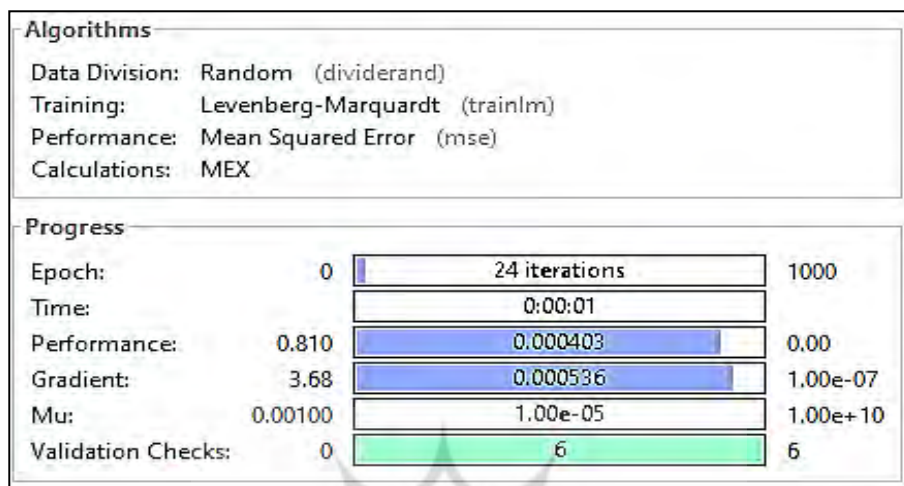 Algorithms
Data Division: Random (dividerand)
Training: Levenberg-Marquardt (trainlm)
Performance: Mean Squared Error (mse)
Calculations: MEX
Progress
Epoch: 0 24 iterations 1000
Time: 0:00:01
Performance: 0.810 0.000403 0.00
Gradient: 3.68 0.000536 1.00e-07
Mu: 0.00100 1.00e-05 1.00e+10
Validation Checks: 0 6 6